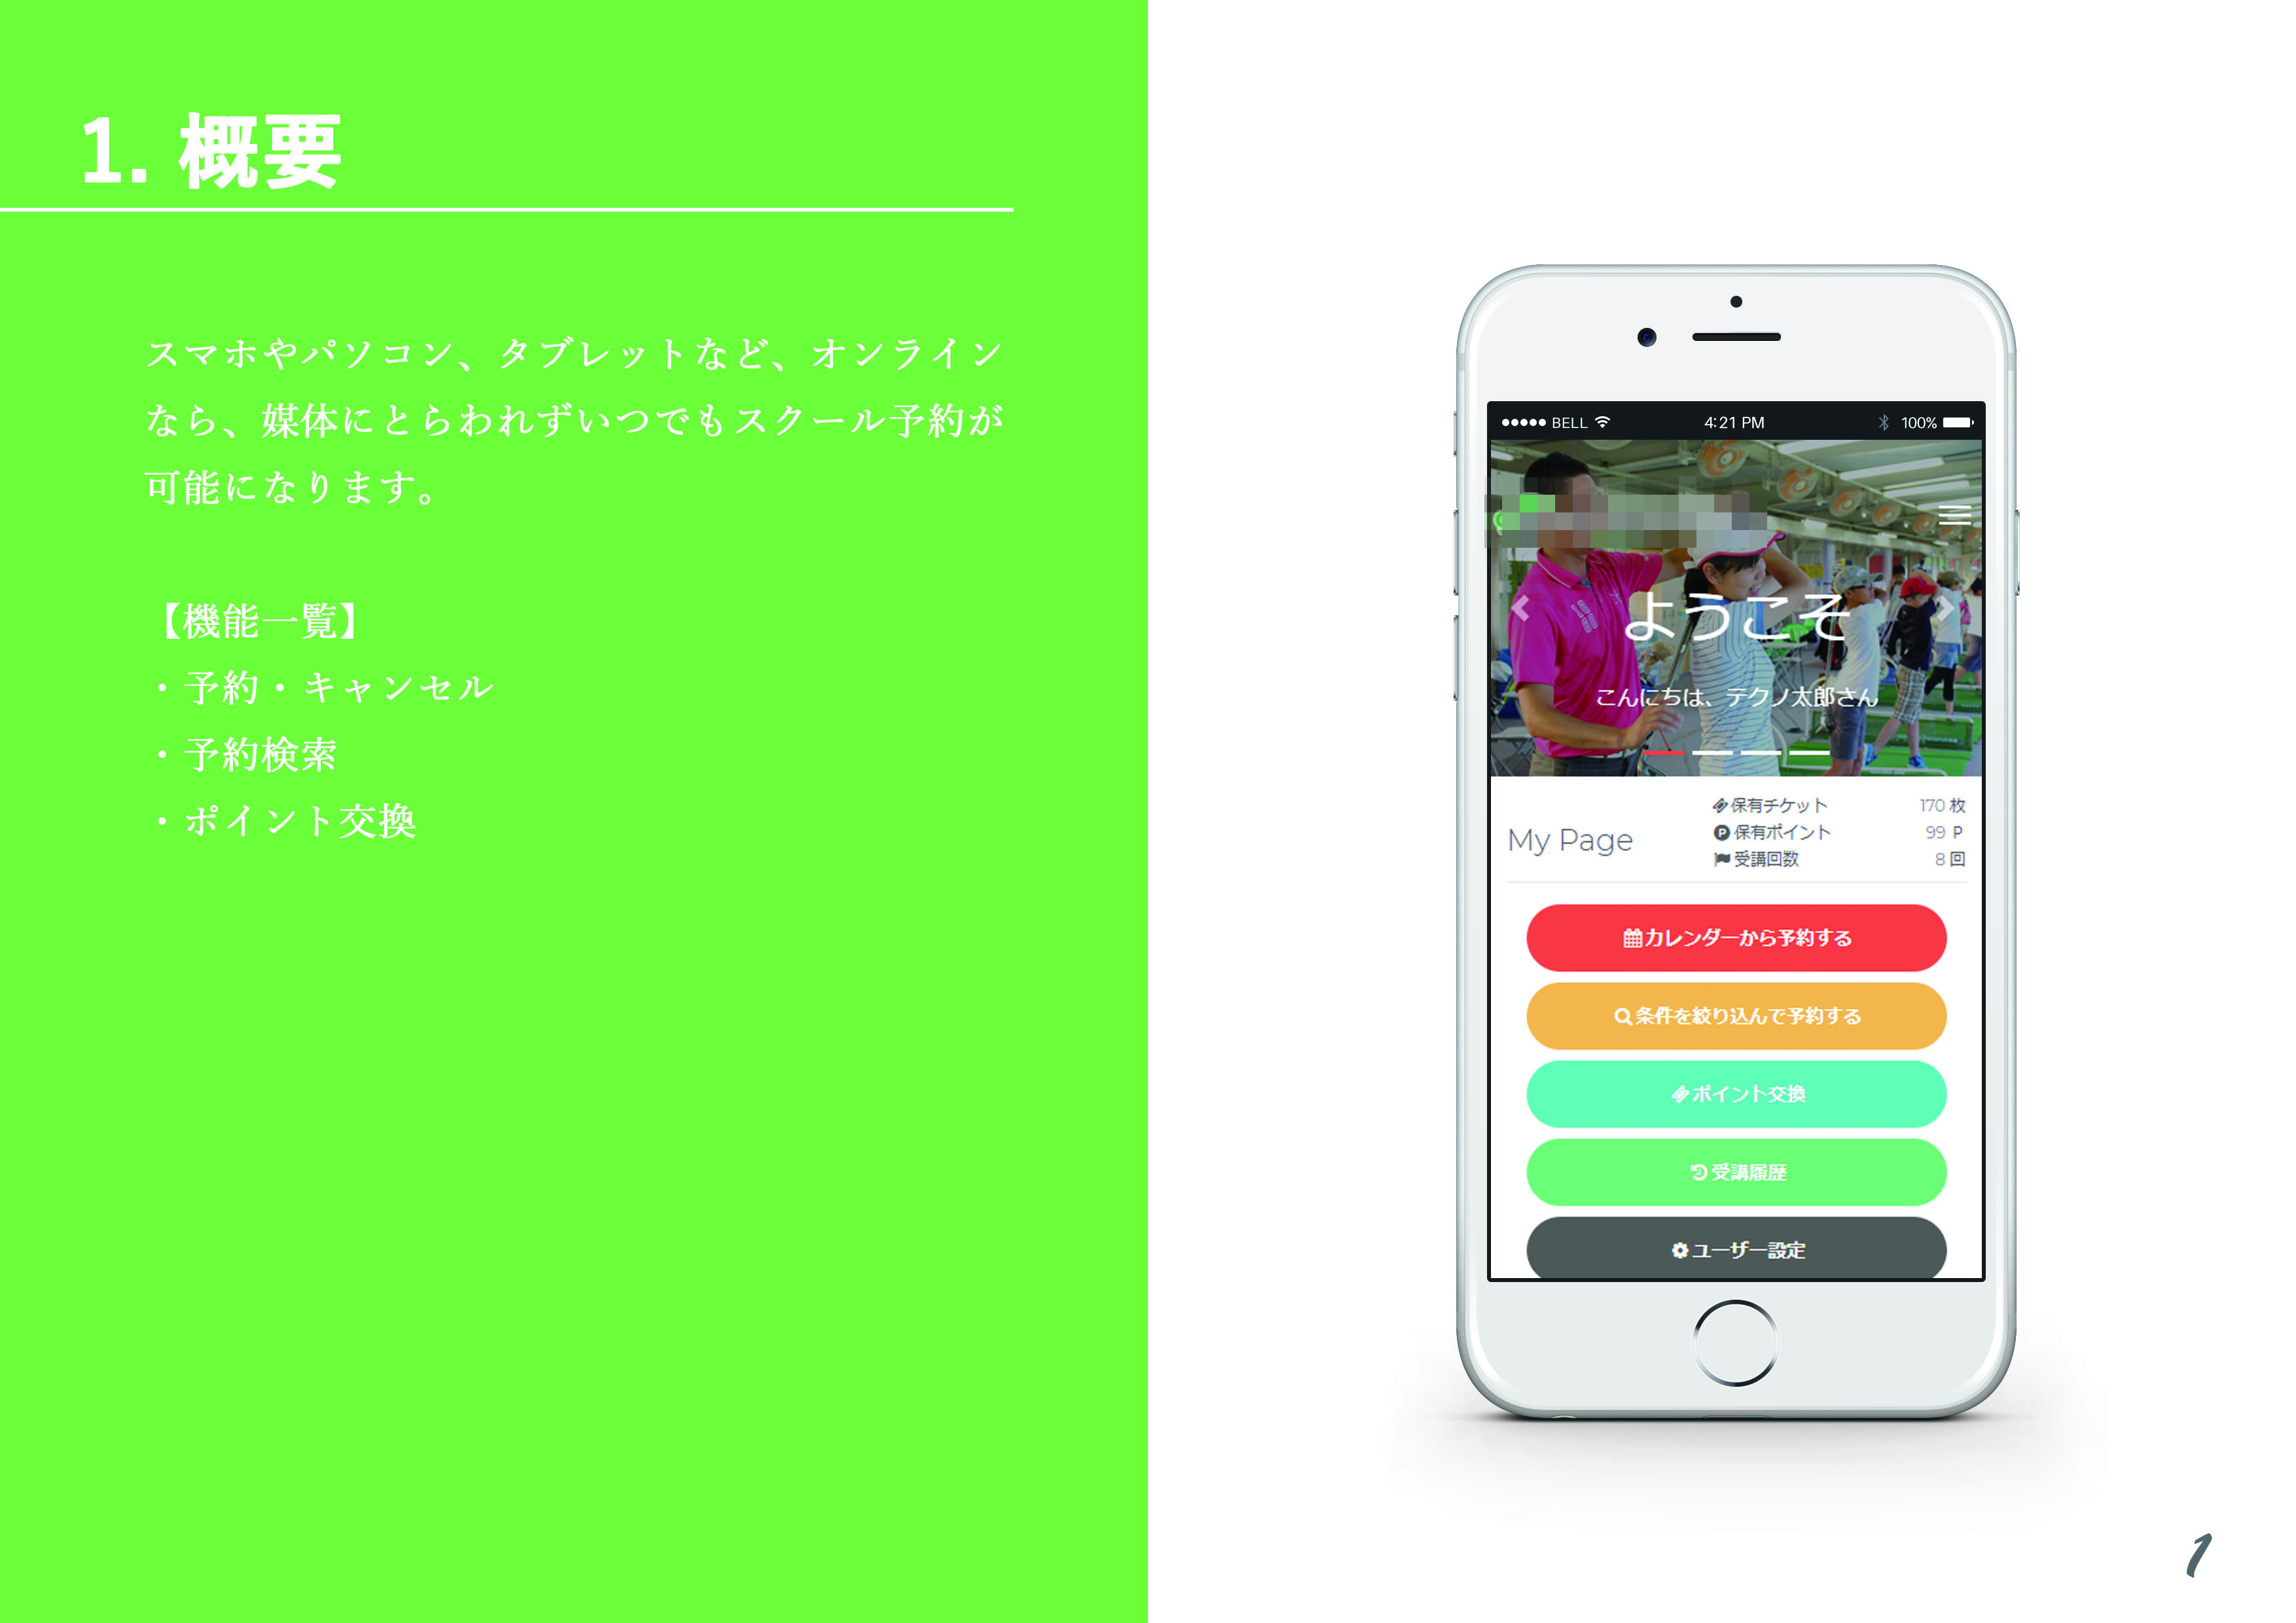 1. 概要
スマホやパソコン、タブレットなど、オンライン
なら、媒体にとらわれずいつでもスクール予約が
可能になります。
【機能一覧】
・予約・キャンセル
・予約検索
・ポイント交換
BELL 4:21 PM 100%
ようこそ
こんにちは、テクノ太郎さん
My Page
保有チケット 170 枚
保有ポイント 99 P
受講回数 8 回
カレンダーから予約する
条件を絞り込んで予約する
ポイント交換
受講履歴
ユーザー設定
1